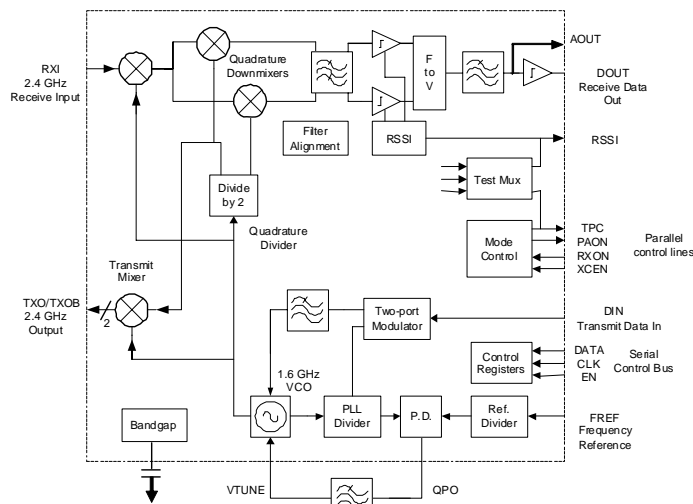 RXI
2.4 GHz
Receive Input
Quadrature
Downmixers
F
to
V
AOUT
DOUT
Receive Data
Out
Filter
Alignment
RSSI
RSSI
Test Mux
Divide
by 2
Quadrature
Divider
Mode
Control
TPC
PAON
RXON
XCEN
Parallel
control lines
Transmit
Mixer
TXO/TXOB
2.4 GHz
Output
2
Two-port
Modulator
DIN
Transmit Data In
1.6 GHz
VCO
Control
Registers
DATA
CLK
EN
Serial
Control Bus
Bandgap
PLL
Divider
P.D.
Ref.
Divider
FREF
Frequency
Reference
VTUNE
QPO